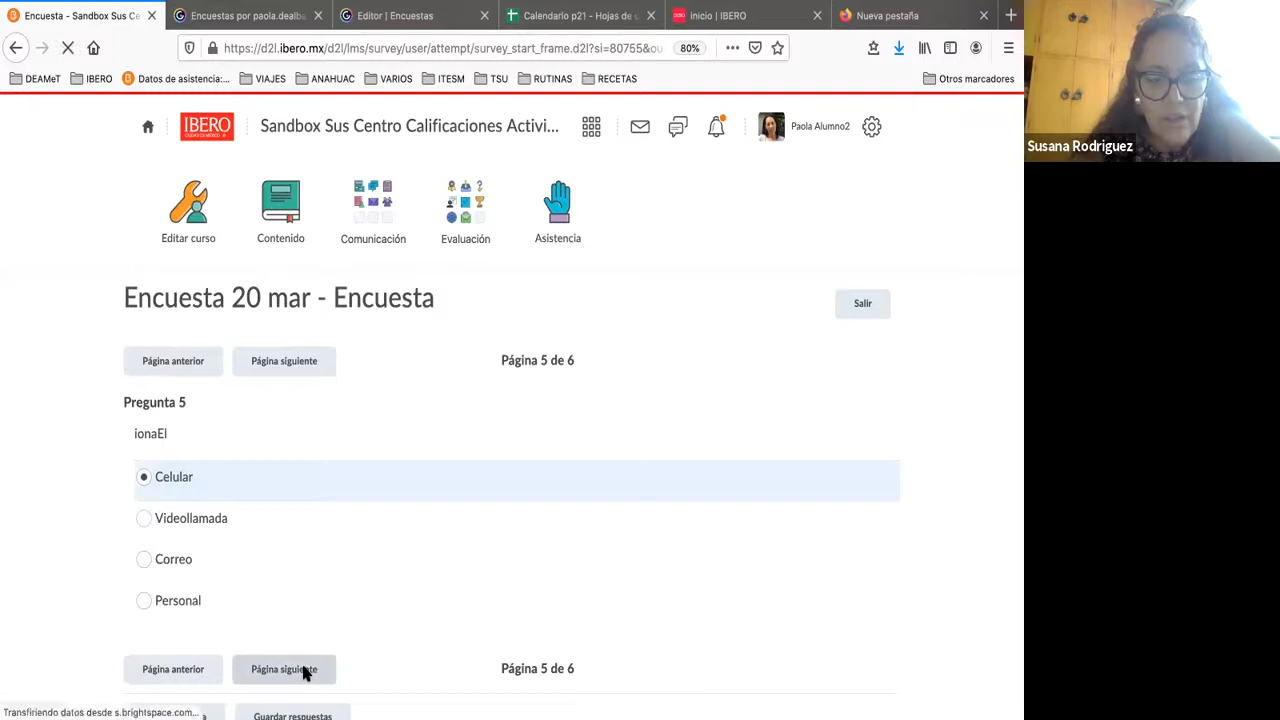 Encuesta - Sandbox Sus Ce
Encuestas por paola.dealba
Editor | Encuestas
Calendario p21 - Hojas de c
Inicio | IBERO
Nueva pestaña
https://d2l.ibero.mx/d2l/lms/survey/user/attempt/survey_start_frame.d2l?si=80755&ou
80%
DEAMeT
IBERO
Datos de asistencia:...
VIAJES
ANAHUAC
VARIOS
ITESM
TSU
RUTINAS
RECETAS
Otros marcadores
IBERO
CIUDAD DE MÉXICO
Sandbox Sus Centro Calificaciones Activi...
Paola Alumno2
Susana Rodriguez
Editar curso
Contenido
Comunicación
Evaluación
Asistencia
Encuesta 20 mar - Encuesta
Salir
Página anterior
Página siguiente
Página 5 de 6
Pregunta 5
ionaEl
Celular
Videollamada
Correo
Personal
Página anterior
Página siguiente
Página 5 de 6
Guardar respuestas
Transfiriendo datos desde s.brightspace.com...